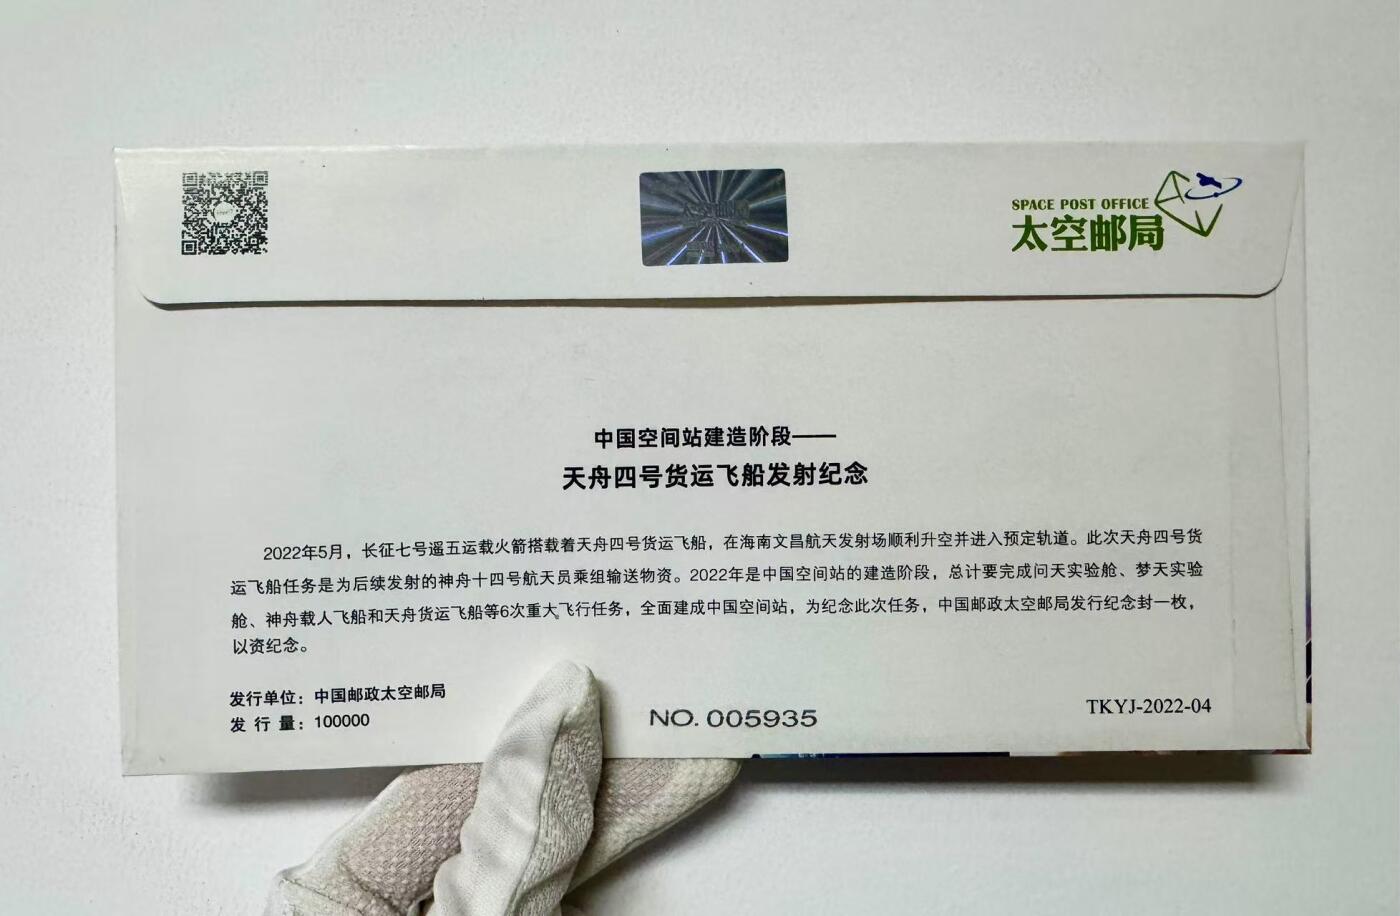 SPACE POST OFFICE
太空邮局
中国空间站建造阶段——
天舟四号货运飞船发射纪念
2022年5月，长征七号遥五运载火箭搭载着天舟四号货运飞船，在海南文昌航天发射场顺利升空并进入预定轨道。此次天舟四号货
运飞船任务是为后续发射的神舟十四号航天员乘组输送物资。2022年是中国空间站的建造阶段，总计要完成问天实验舱、梦天实验
舱、神舟载人飞船和天舟货运飞船等6次重大飞行任务，全面建成中国空间站，为纪念此次任务，中国邮政太空邮局发行纪念封一枚，
以资纪念。
发行单位：中国邮政太空邮局
发 行 量：100000
NO. 005935
TKYJ-2022-04